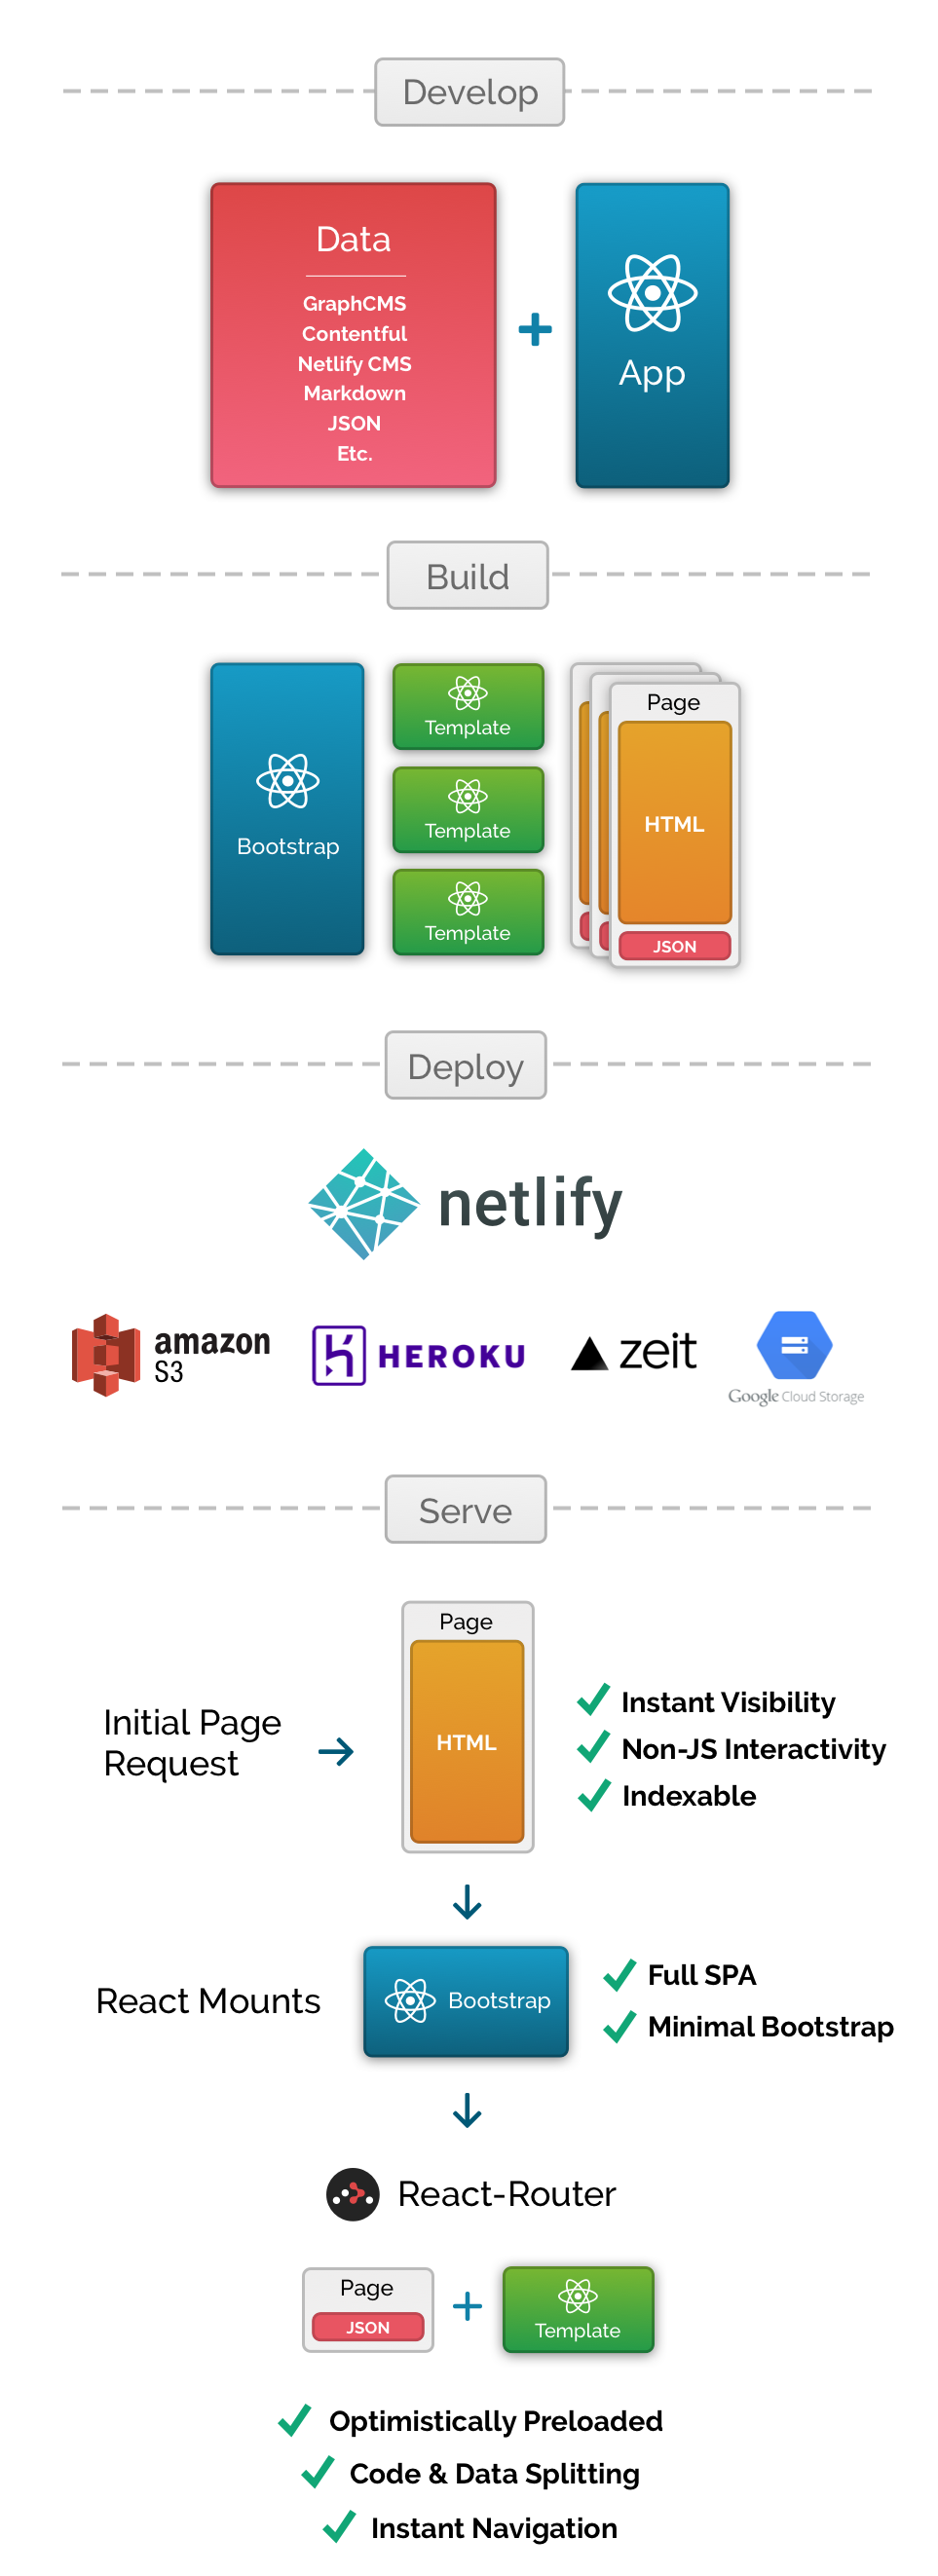 Develop
Data
GraphCMS
Contentful
Netlify CMS
Markdown
JSON
Etc.
App
Build
Bootstrap
Template
Template
Template
Page
HTML
JSON
Deploy
netlify
amazon
S3
HEROKU
zeit
Google Cloud Storage
Serve
Initial Page
Request
Page
HTML
Instant Visibility
Non-JS Interactivity
Indexable
React Mounts
Bootstrap
Full SPA
Minimal Bootstrap
React-Router
Page
JSON
Template
Optimistically Preloaded
Code & Data Splitting
Instant Navigation